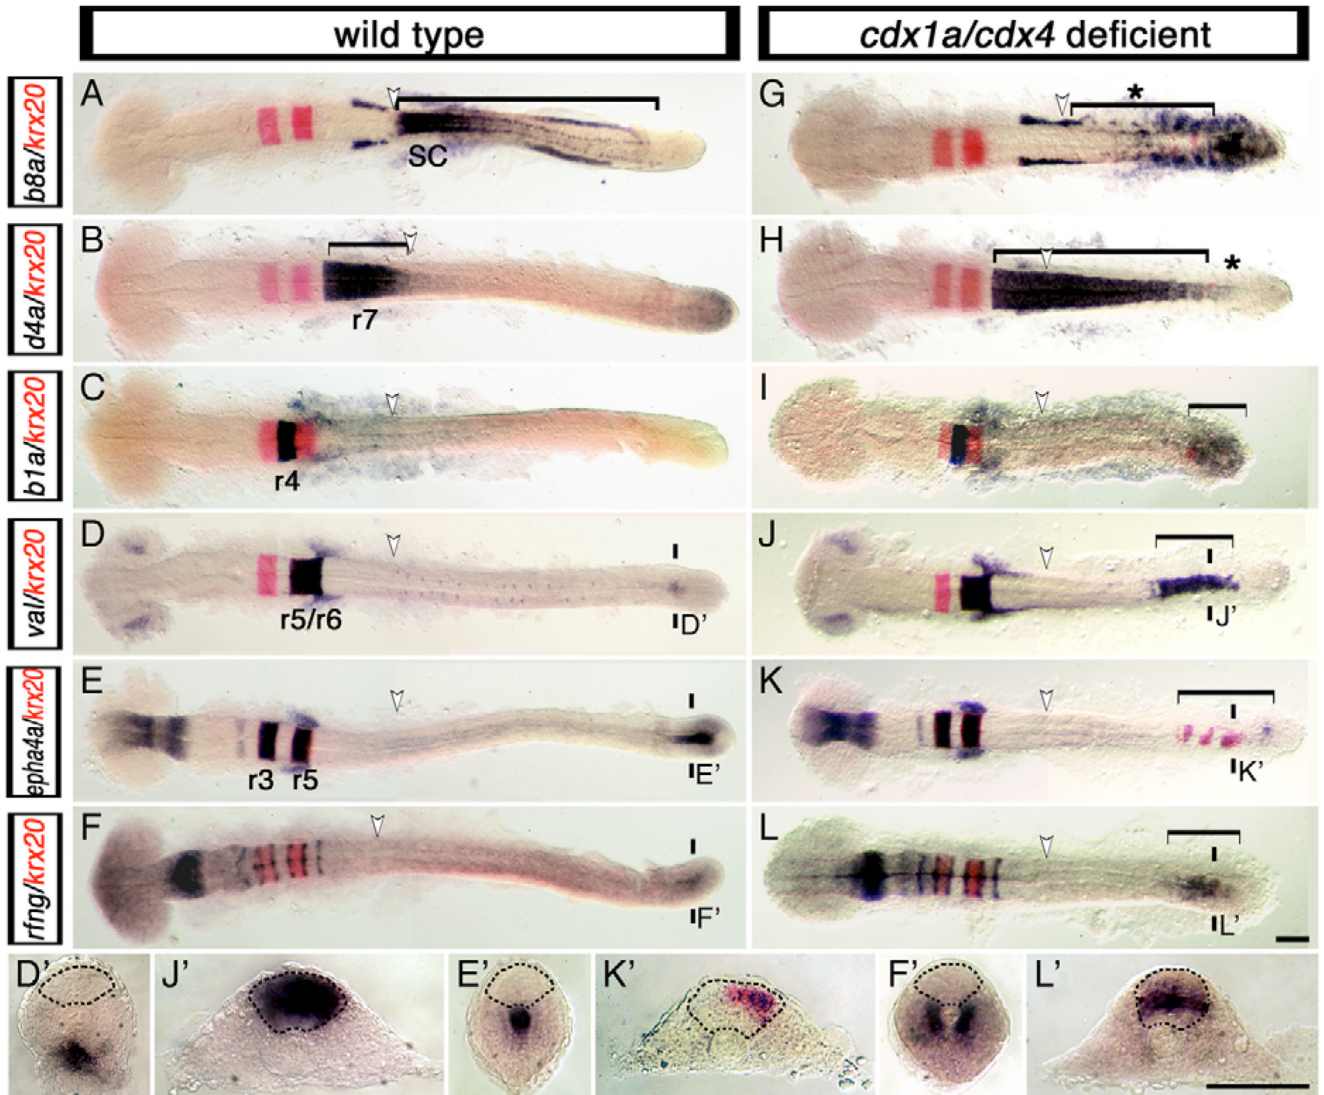 wild type
cdx1a/cdx4 deficient
b8a/krx20
A
SC
G
*
d4a/krx20
B
r7
H
*
b1a/krx20
C
r4
I
val/krx20
D
r5/r6
D'
J
J'
epha4a/krx20
E
r3 r5
E'
K
K'
rfng/krx20
F
F'
L
L'
D'
J'
E'
K'
F'
L'